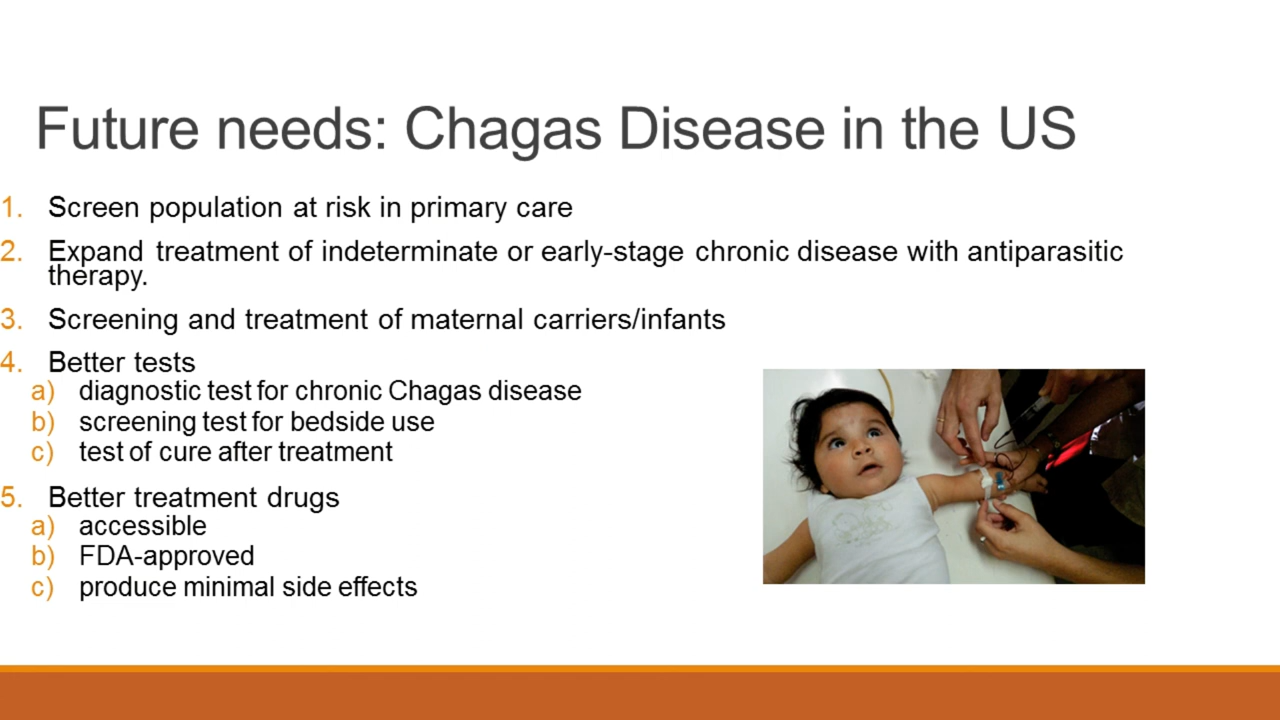 Future needs: Chagas Disease in the US
1. Screen population at risk in primary care
2. Expand treatment of indeterminate or early-stage chronic disease with antiparasitic
therapy.
3. Screening and treatment of maternal carriers/infants
4. Better tests
a) diagnostic test for chronic Chagas disease
b) screening test for bedside use
c) test of cure after treatment
5. Better treatment drugs
a) accessible
b) FDA-approved
c) produce minimal side effects